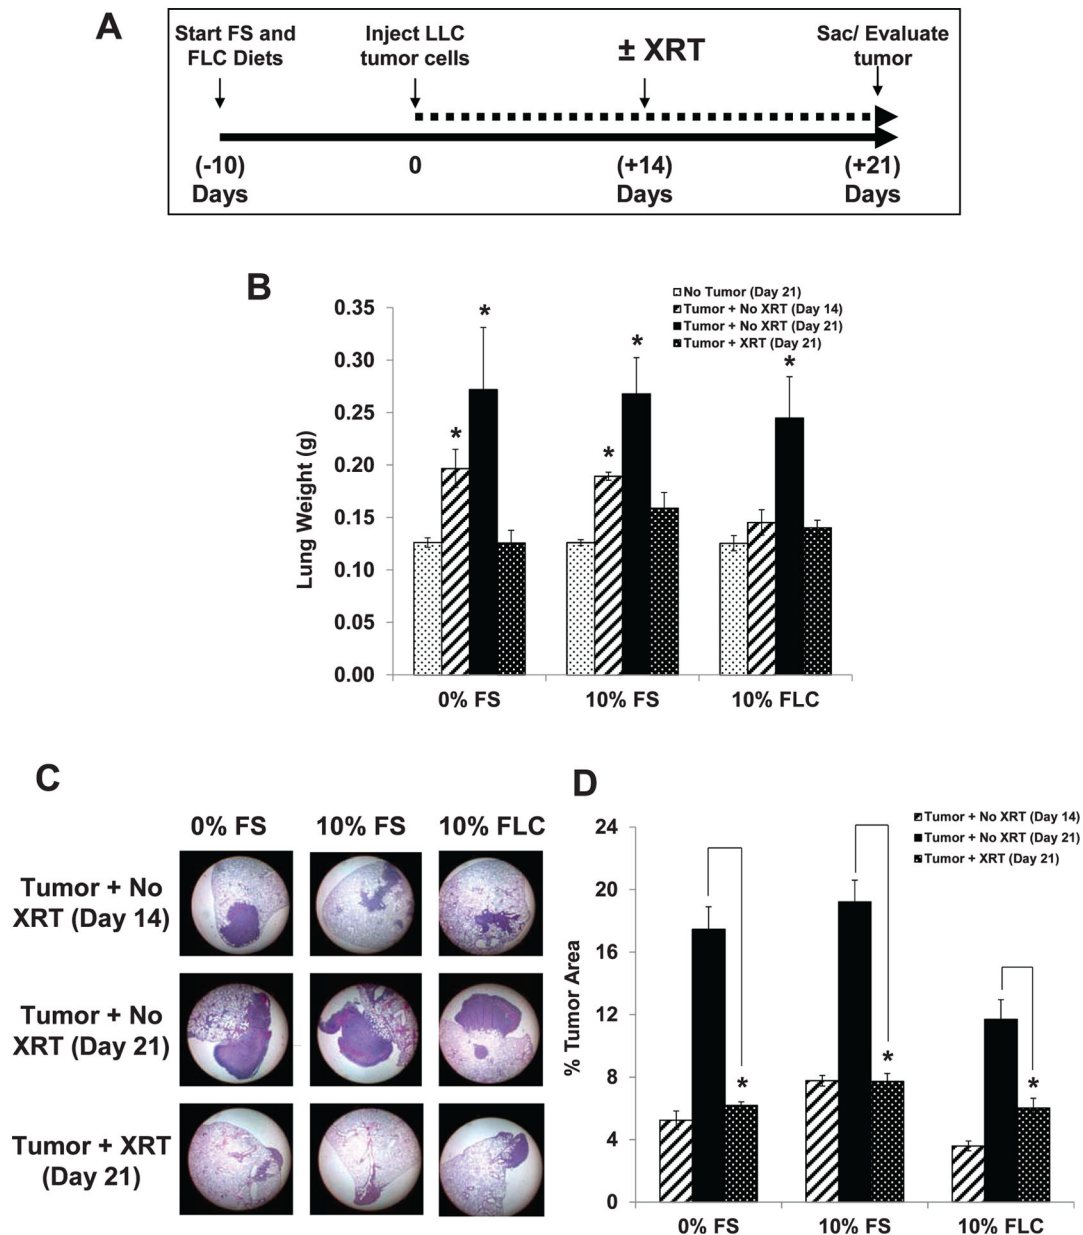 A
Start FS and
FLC Diets
Inject LLC
tumor cells
± XRT
Sac/ Evaluate
tumor
(-10)
Days
0
(+14)
Days
(+21)
Days
B
No Tumor (Day 21)
Tumor + No XRT (Day 14)
Tumor + No XRT (Day 21)
Tumor + XRT (Day 21)
Lung Weight (g)
0.35
0.30
0.25
0.20
0.15
0.10
0.05
0.00
*
*
*
*
*
0% FS
10% FS
10% FLC
C
0% FS
10% FS
10% FLC
Tumor + No
XRT (Day 14)
Tumor + No
XRT (Day 21)
Tumor + XRT
(Day 21)
D
Tumor + No XRT (Day 14)
Tumor + No XRT (Day 21)
Tumor + XRT (Day 21)
% Tumor Area
24
20
16
12
8
4
0
*
*
*
0% FS
10% FS
10% FLC